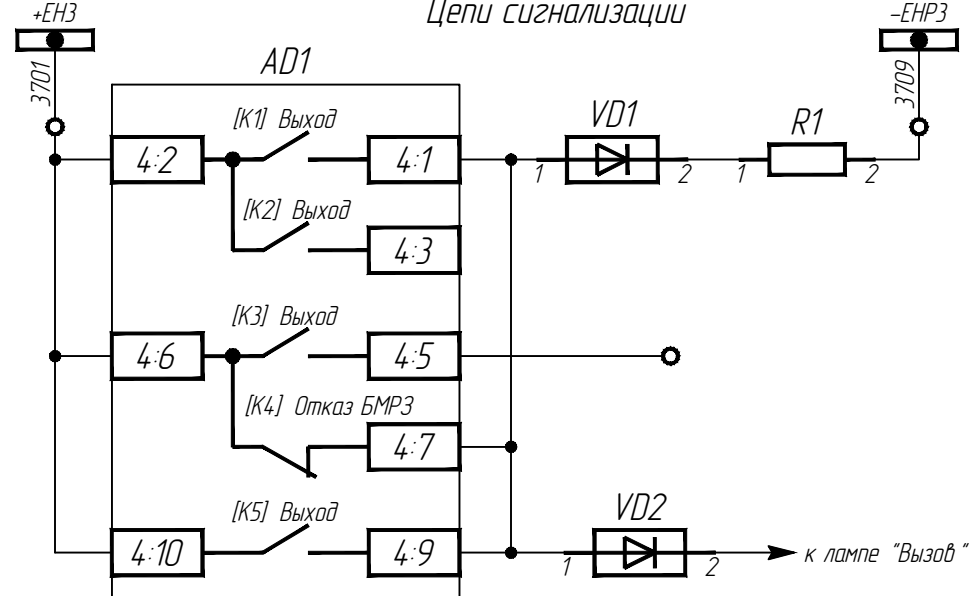 Цепи сигнализации
+ЕН3
-ЕНР3
3701
3709
AD1
[K1] Выход
VD1
R1
4:2
4:1
1
2
1
2
[K2] Выход
4:3
[K3] Выход
4:6
4:5
[K4] Отказ БМРЗ
4:7
[K5] Выход
VD2
4:10
4:9
1
2
к лампе "Вызов"